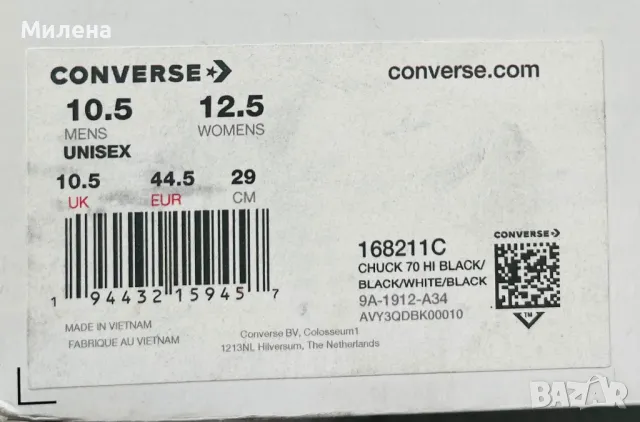 Милена
CONVERSE
converse.com
10.5 12.5
MENS WOMENS
UNISEX
10.5 44.5 29
UK EUR CM
1 94432 15945 7
MADE IN VIETNAM
FABRIQUE AU VIETNAM
Converse BV, Colosseum1
1213NL Hilversum, The Netherlands
168211C
CHUCK 70 HI BLACK/
BLACK/WHITE/BLACK
9A-1912-A34
AVY3QDBK00010
CONVERSE
TM
BAZAR